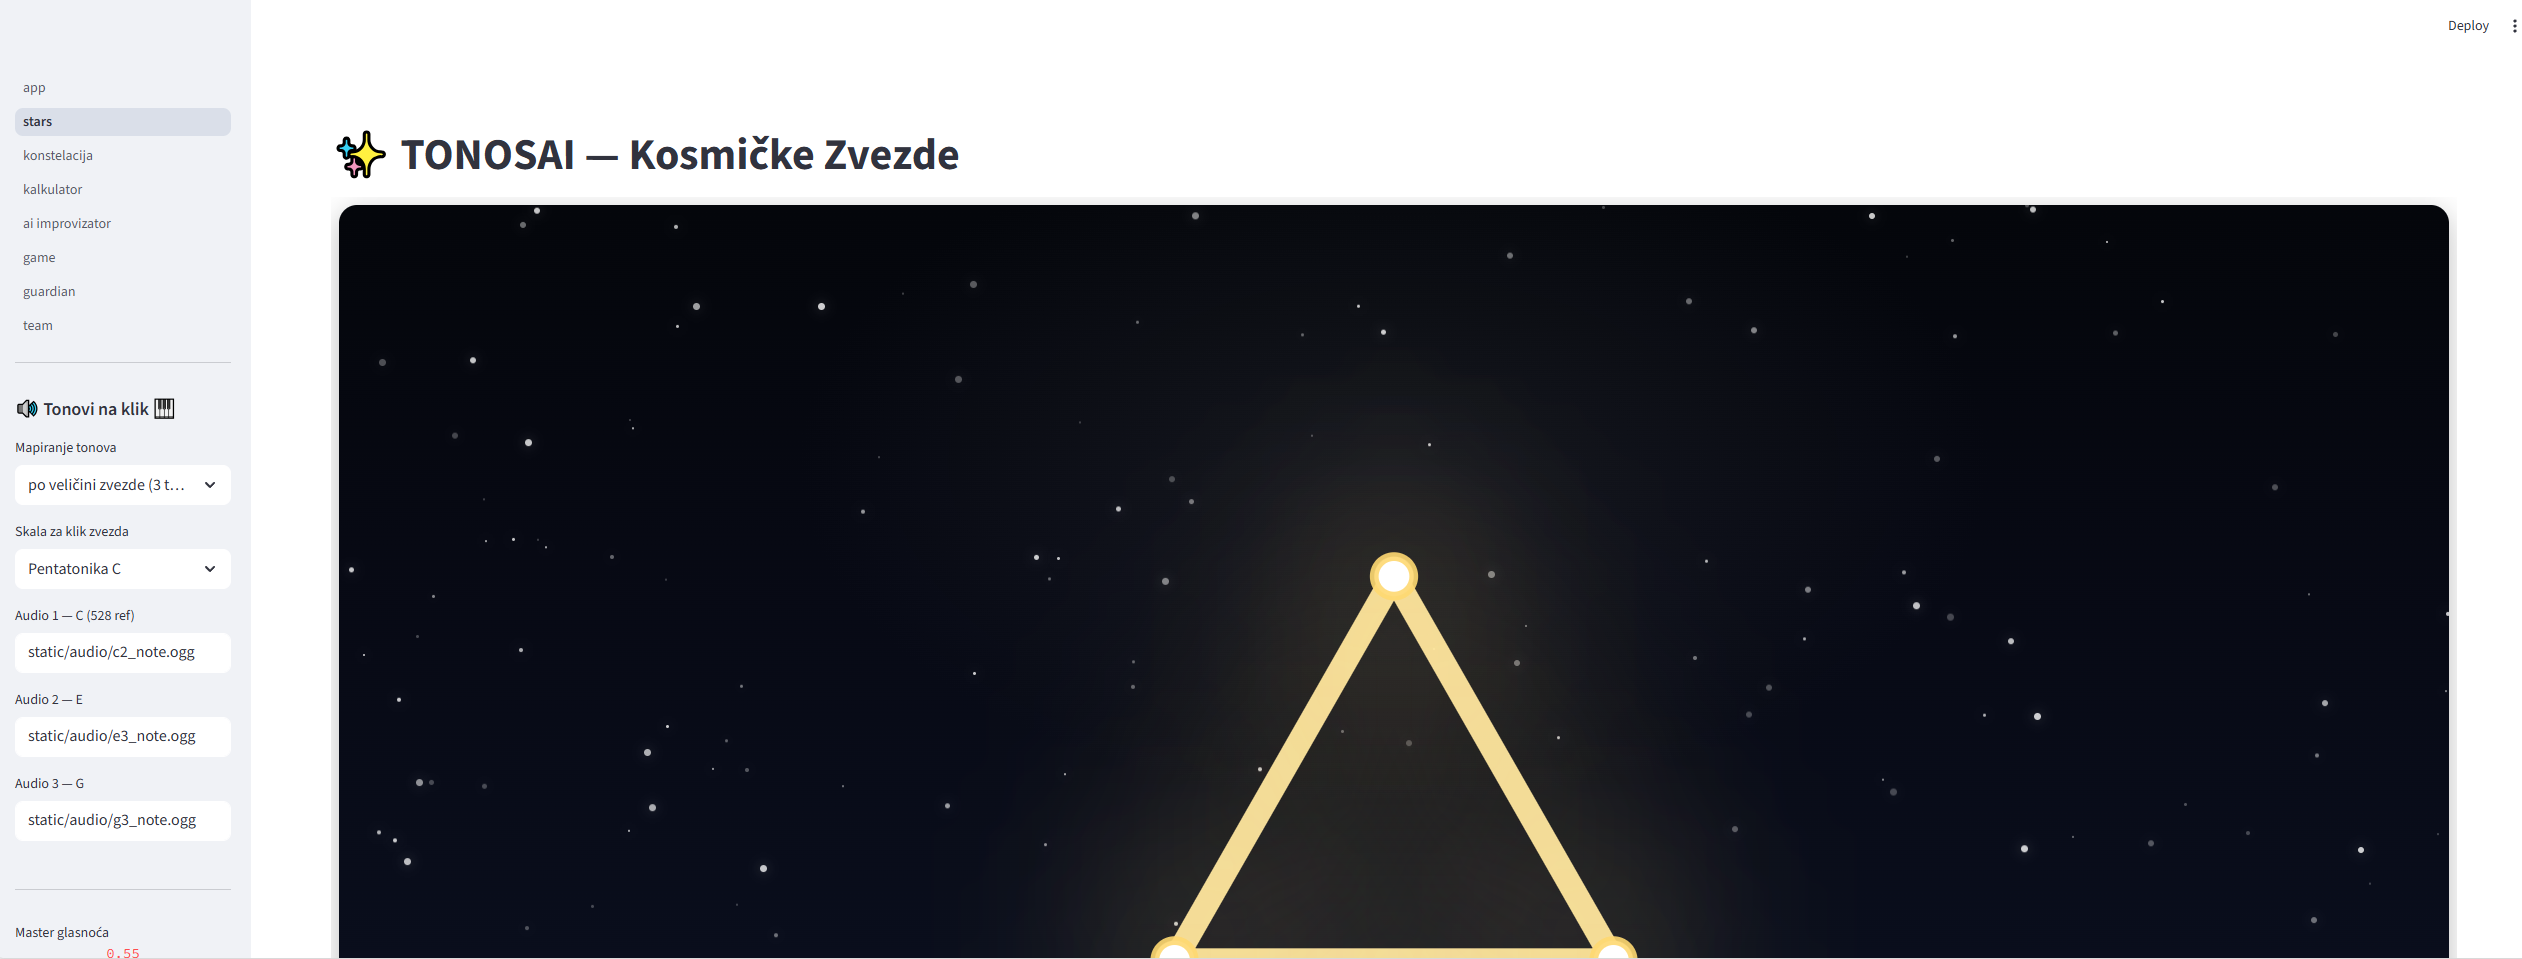 Deploy
app
stars
konstelacija
kalkulator
ai improvizator
game
guardian
team
🔊 Tonovi na klik 🎹
Mapiranje tonova
po veličini zvezde (3 t...
Skala za klik zvezda
Pentatonika C
Audio 1 — C (528 ref)
static/audio/c2_note.ogg
Audio 2 — E
static/audio/e3_note.ogg
Audio 3 — G
static/audio/g3_note.ogg
Master glasnoća
0.55
✨ TONOSAI — Kosmičke Zvezde